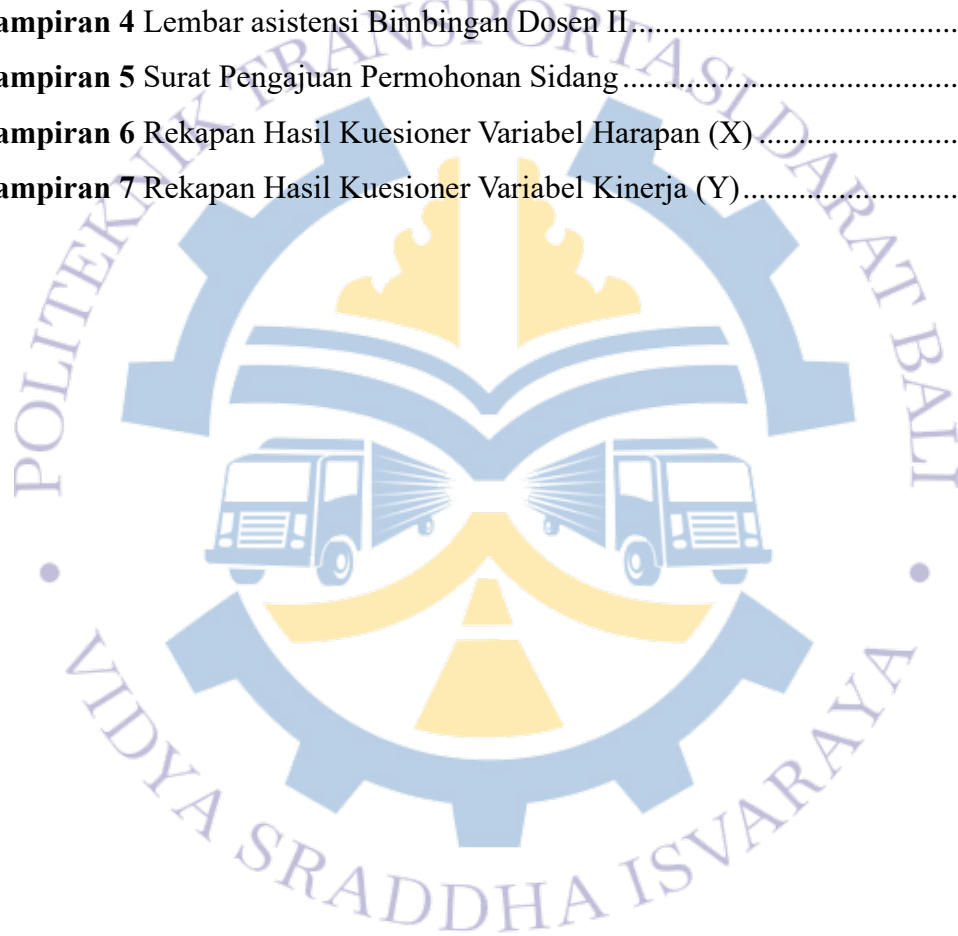 ampiran 4 Lembar asistensi Bimbingan Dosen II........................................
ampiran 5 Surat Pengajuan Permohonan Sidang.........................................
ampiran 6 Rekapan Hasil Kuesioner Variabel Harapan (X)........................
ampiran 7 Rekapan Hasil Kuesioner Variabel Kinerja (Y)..........................
POLITEKNIK TRANSPORTASI DARAT BALI
• VIDYA SRADDHA ISVARAYA •